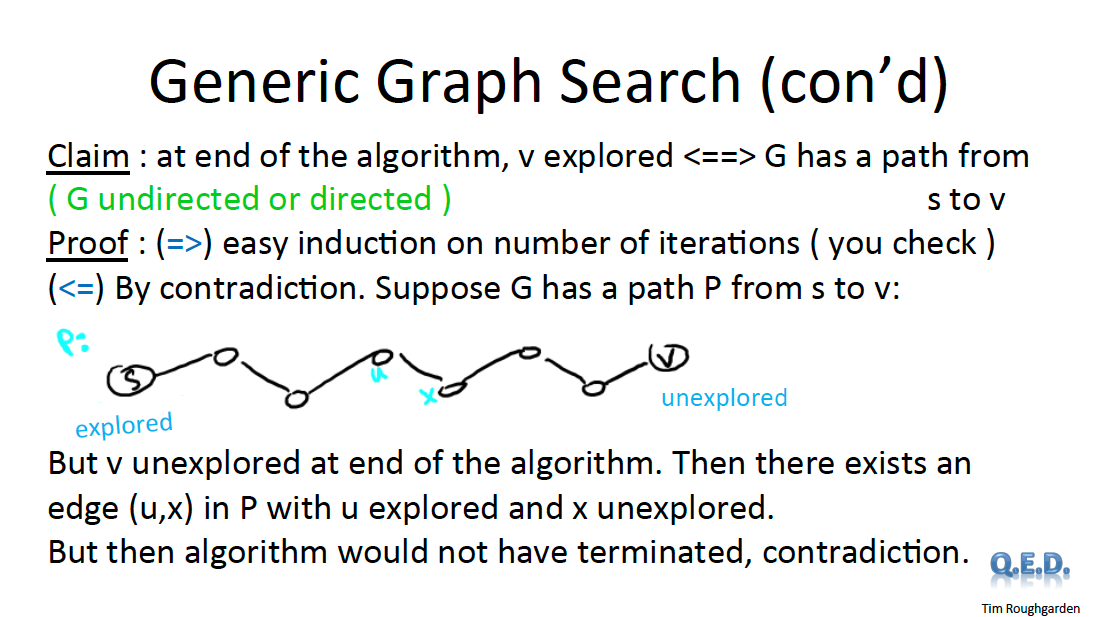 Generic Graph Search (con’d)
Claim : at end of the algorithm, v explored <==> G has a path from
( G undirected or directed ) s to v
Proof : (=>) easy induction on number of iterations ( you check )
(<=) By contradiction. Suppose G has a path P from s to v:
P:
S V
u
x
unexplored
explored
But v unexplored at end of the algorithm. Then there exists an
edge (u,x) in P with u explored and x unexplored.
But then algorithm would not have terminated, contradiction.
Q.E.D.
Tim Roughgarden